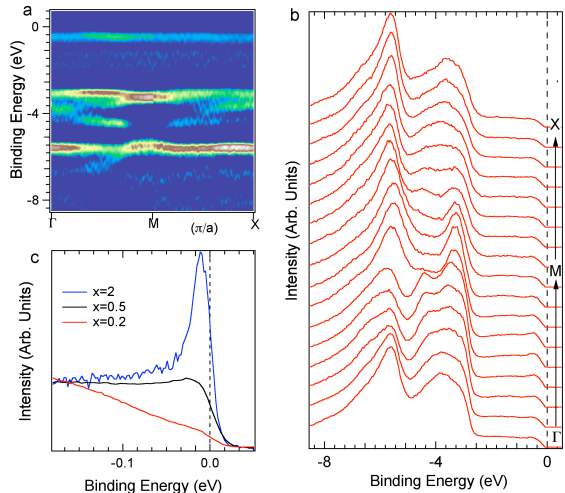 a
0
-4
-8
Binding Energy (eV)
Γ
M
(π/a)
X
b
X
M
Γ
Intensity (Arb. Units)
-8
-4
0
Binding Energy (eV)
c
x=2
x=0.5
x=0.2
Intensity (Arb. Units)
-0.1
0.0
Binding Energy (eV)